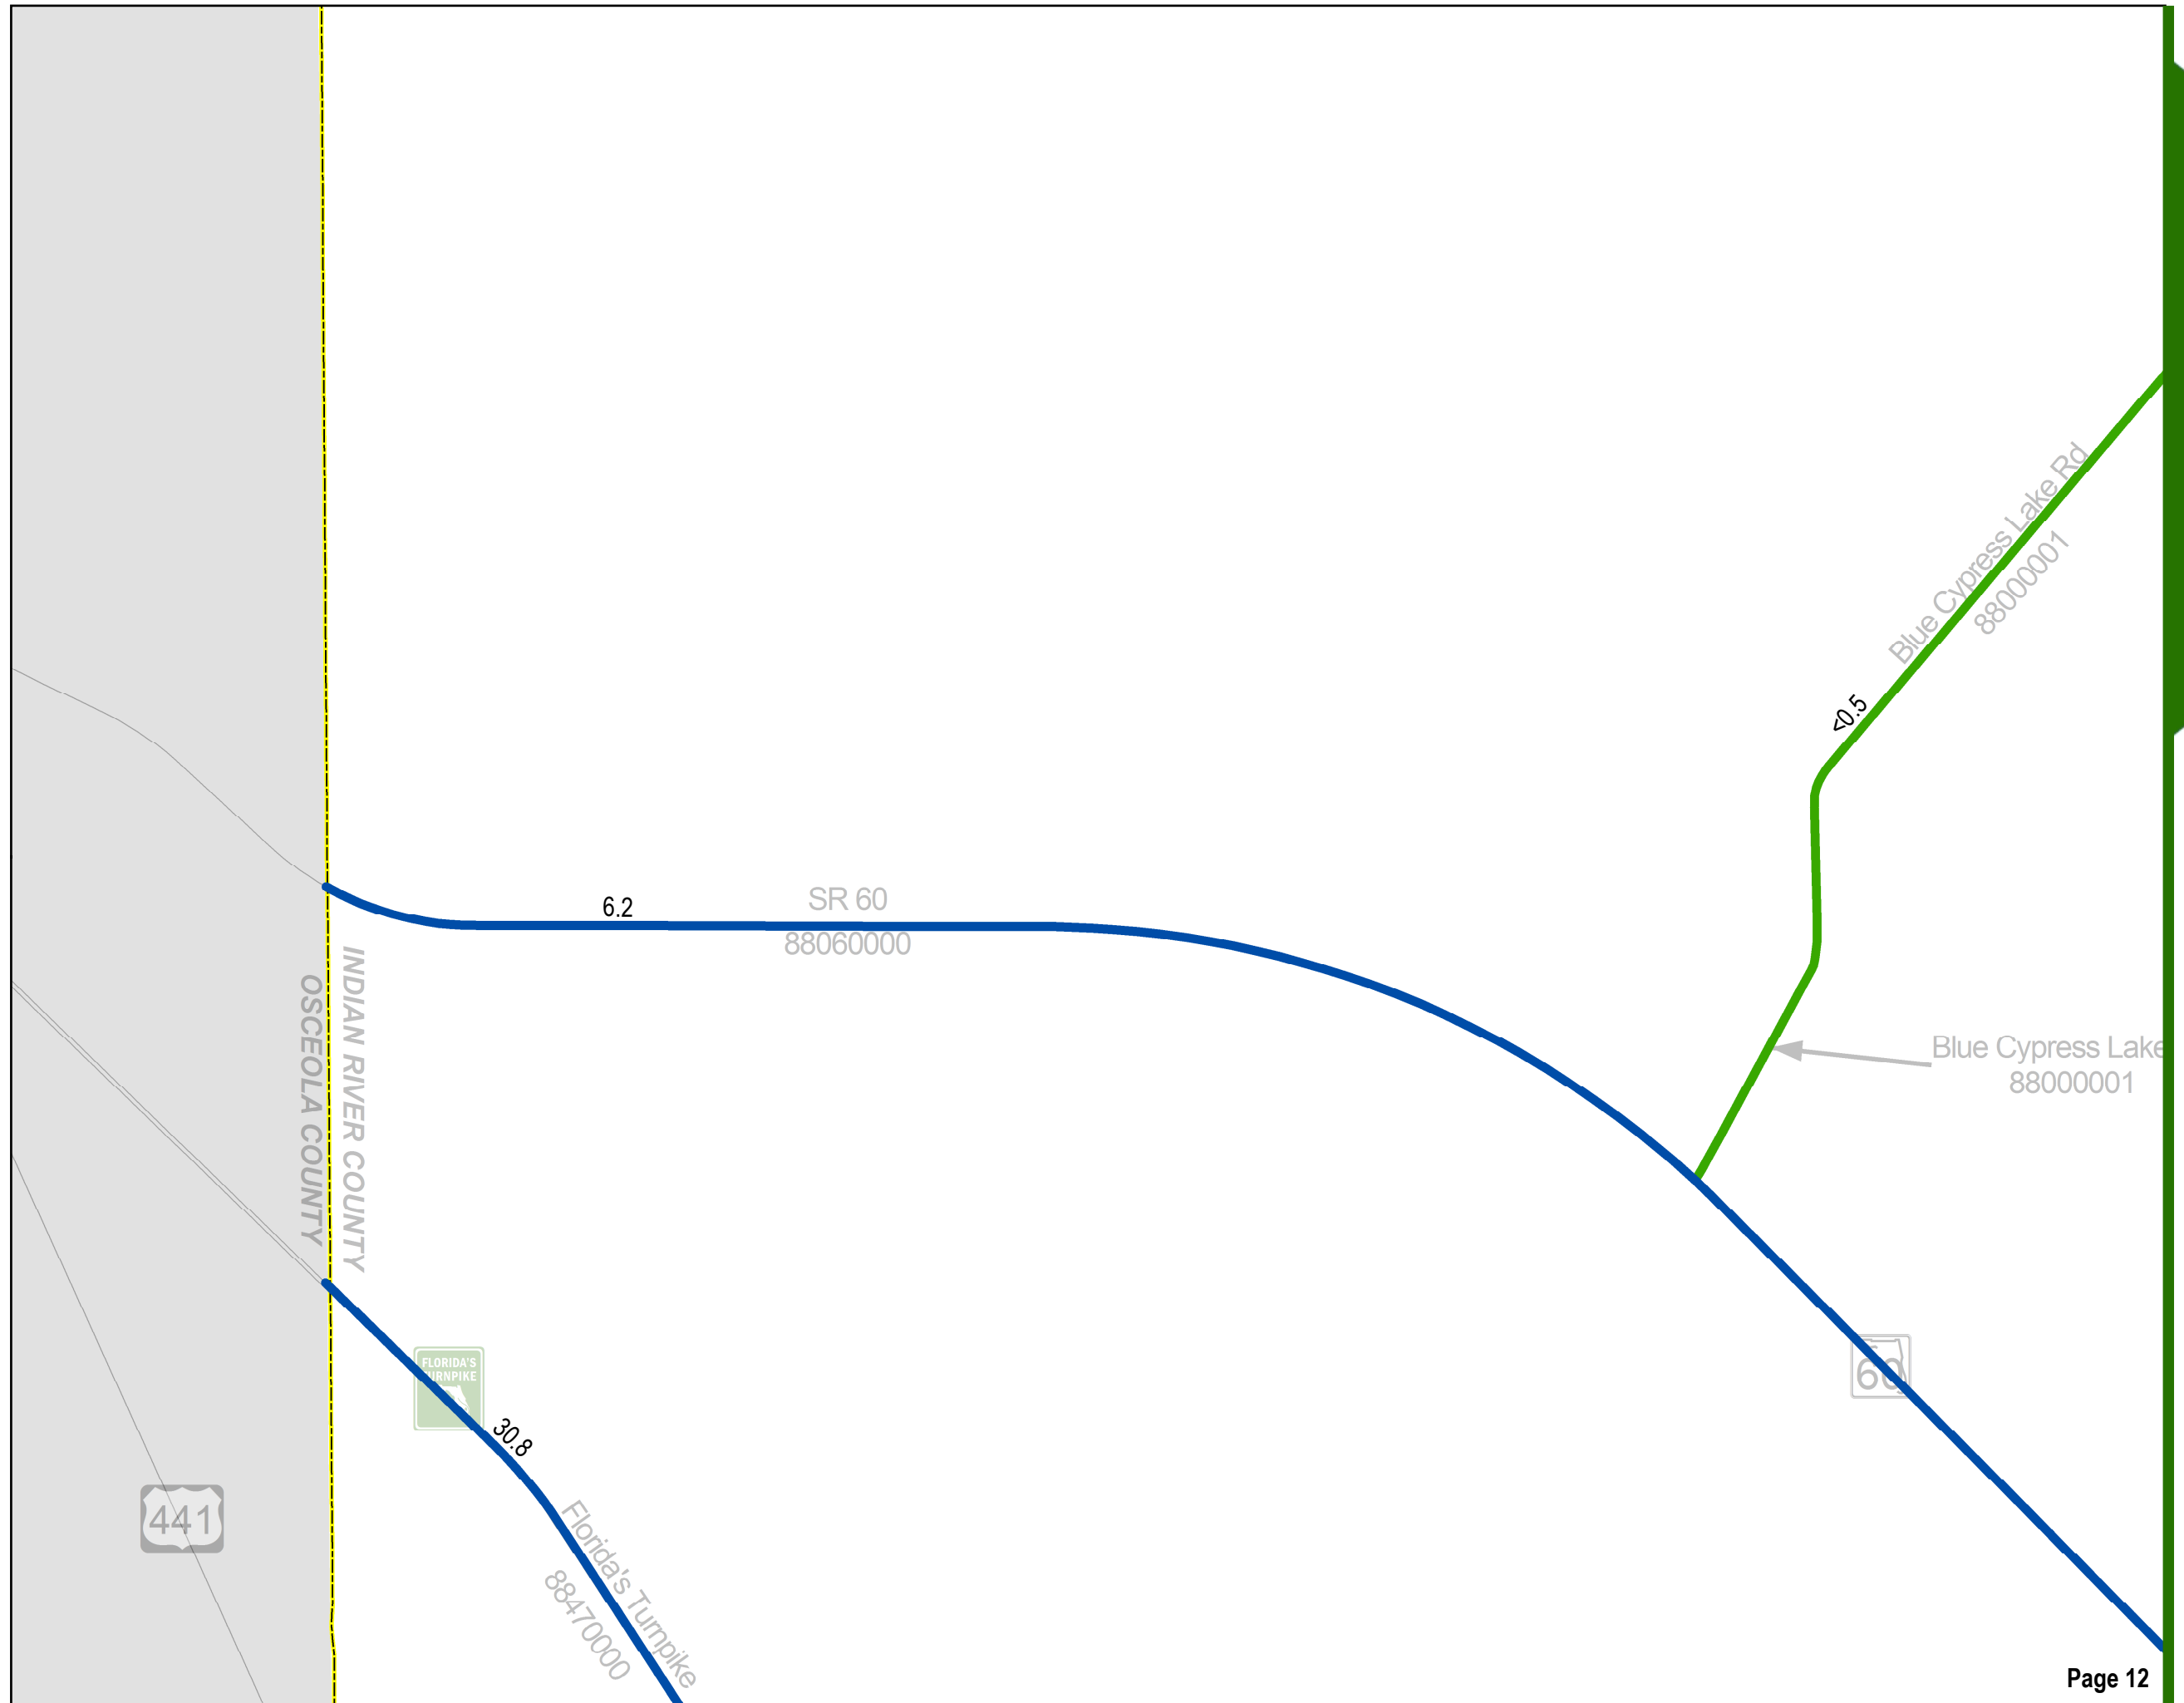 Blue Cypress Lake Rd
88000001
<0.5
6.2
SR 60
88060000
INDIAN RIVER COUNTY
OSCEOLA COUNTY
Blue Cypress Lake
88000001
FLORIDA'S
60
30.8
441
Florida's Turnpike
88470000
Page 12